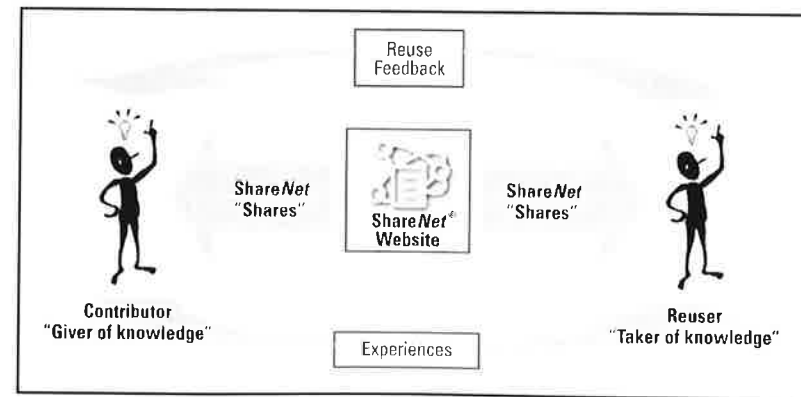 Reuse
Feedback
ShareNet
"Shares"
ShareNet®
Website
ShareNet
"Shares"
Contributor
"Giver of knowledge"
Reuser
"Taker of knowledge"
Experiences